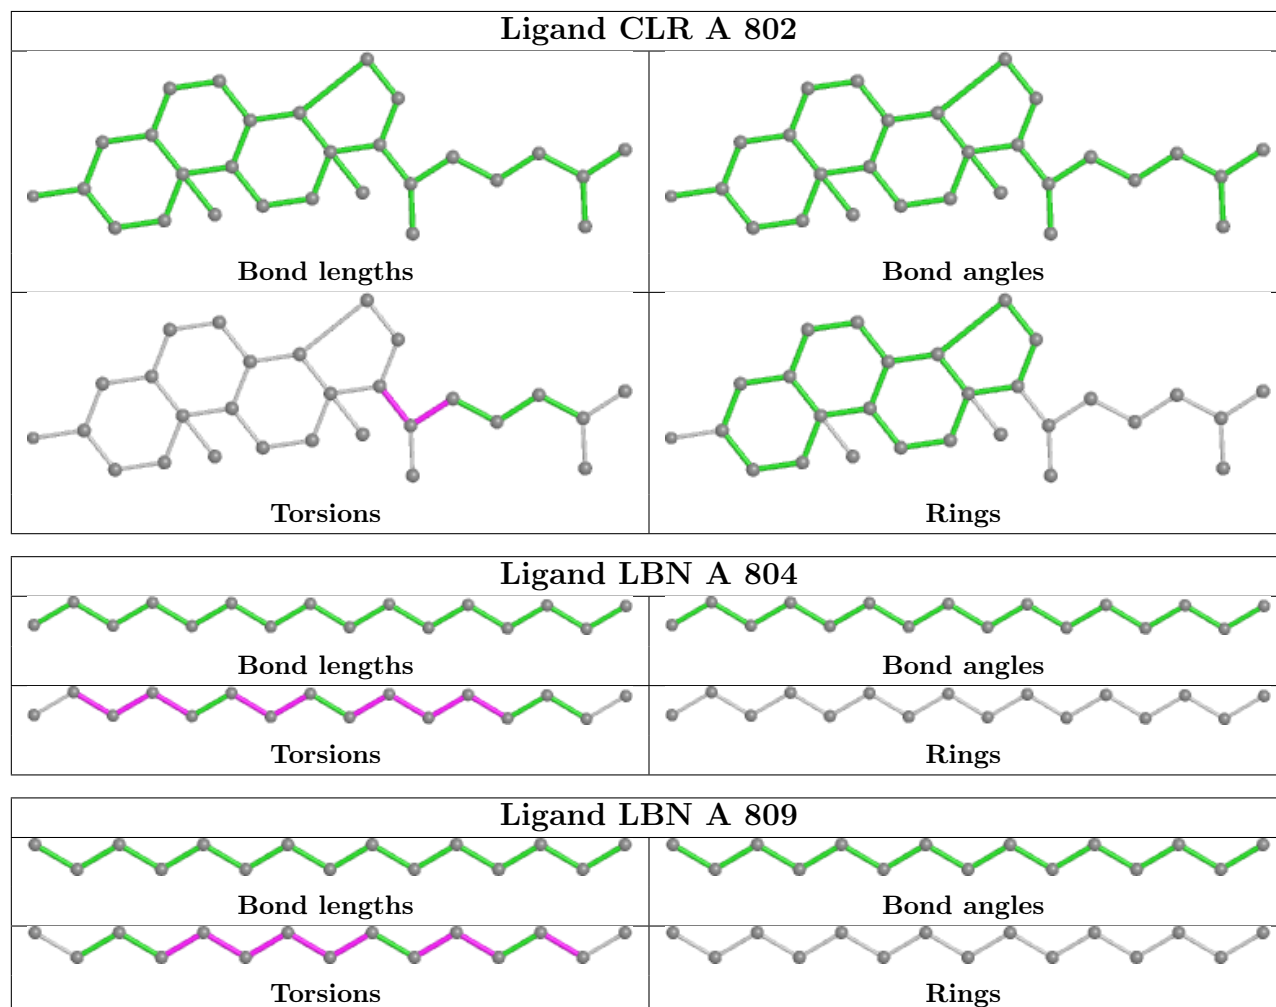 Ligand CLR A 802
Bond lengths
Bond angles
Torsions
Rings
Ligand LBN A 804
Bond lengths
Bond angles
Torsions
Rings
Ligand LBN A 809
Bond lengths
Bond angles
Torsions
Rings